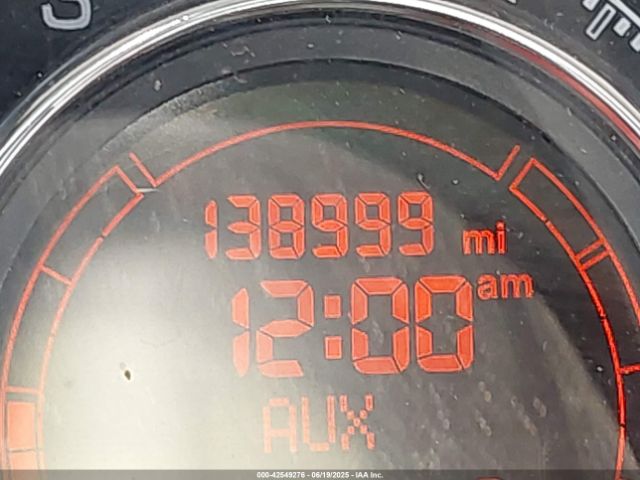 138999 mi
12:00 am
AUX
000-42549276 - 06/19/2025 - IAA Inc.